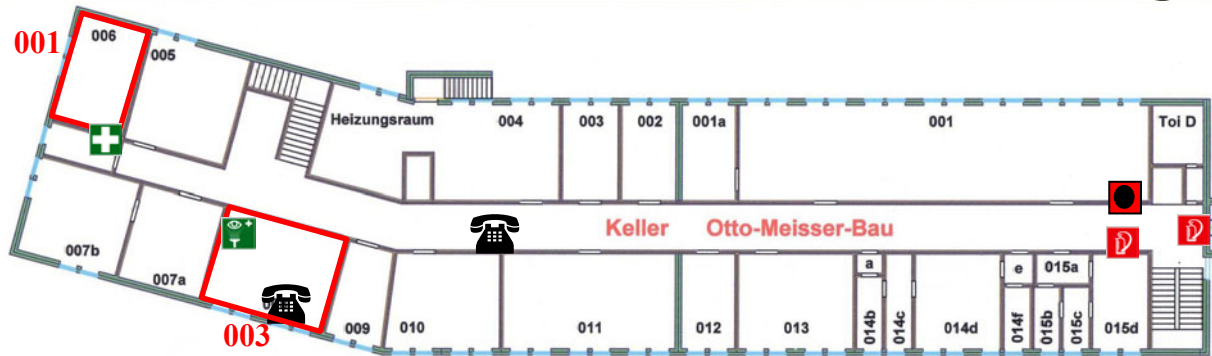 001
006
005
Heizungsraum
004
003
002
001a
001
Toi D
Keller Otto-Meisser-Bau
007b
007a
003
009
010
011
012
013
a
014b
014c
014d
e
014f
015a
015b
015c
015d